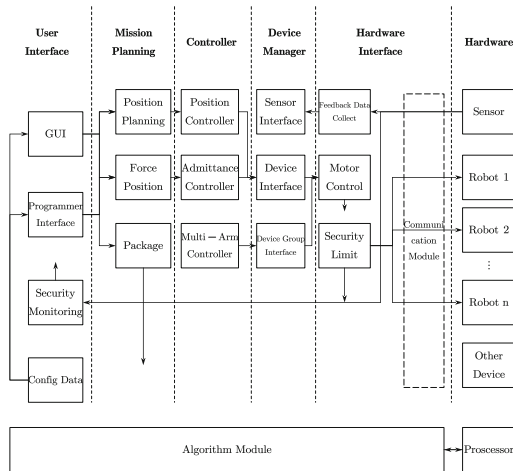 User
Interface
Mission
Planning
Controller
Device
Manager
Hardware
Interface
Hardware
GUI
Programmer
Interface
Security
Monitoring
Config Data
Position
Planning
Force
Position
Package
Position
Controller
Admittance
Controller
Multi-Arm
Controller
Sensor
Interface
Device
Interface
Device Group
Interface
Feedback Data
Collect
Motor
Control
Security
Limit
Communi
cation
Module
Sensor
Robot 1
Robot 2
⋮
Robot n
Other
Device
Algorithm Module
Proscessor